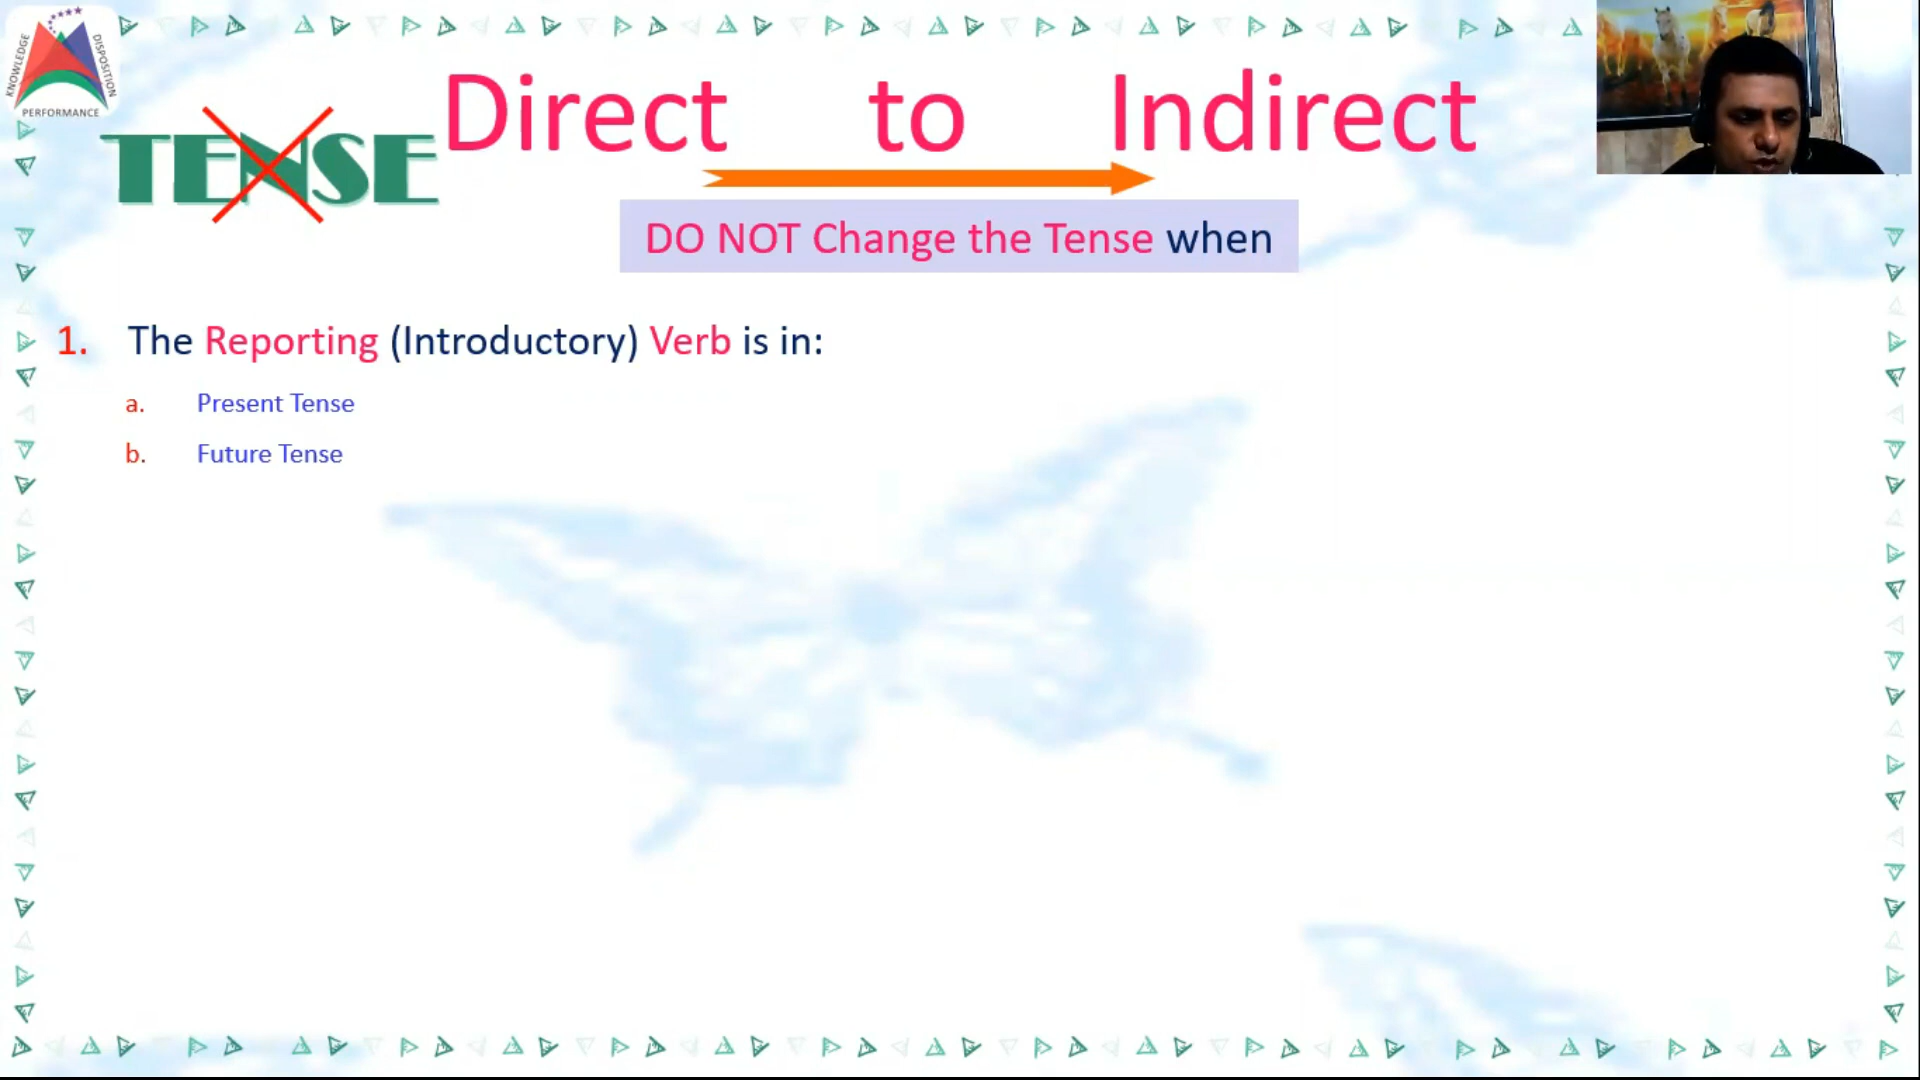 KNOWLEDGE
DISPOSITION
PERFORMANCE
TENSE
Direct to Indirect
DO NOT Change the Tense when
1. The Reporting (Introductory) Verb is in:
a. Present Tense
b. Future Tense